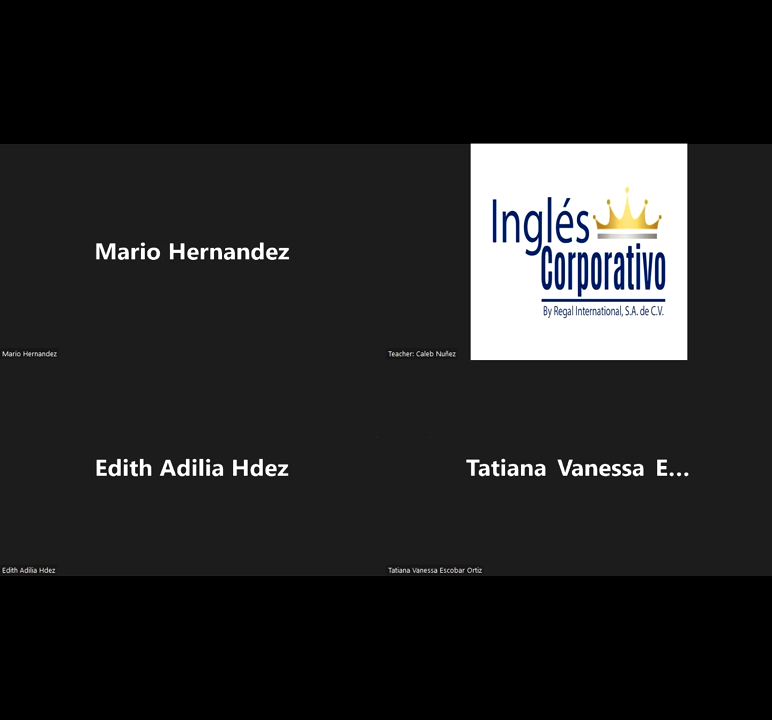 Mario Hernandez
Mario Hernandez
Inglés
Corporativo
By Regal International, S.A. de C.V.
Teacher: Caleb Nuñez
Edith Adilia Hdez
Edith Adilia Hdez
Tatiana Vanessa E...
Tatiana Vanessa Escobar Ortiz